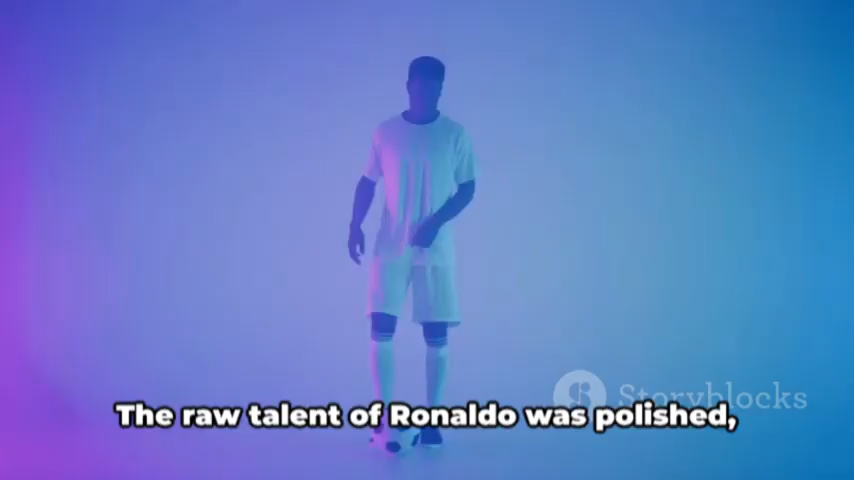 Storyblocks
The raw talent of Ronaldo was polished,